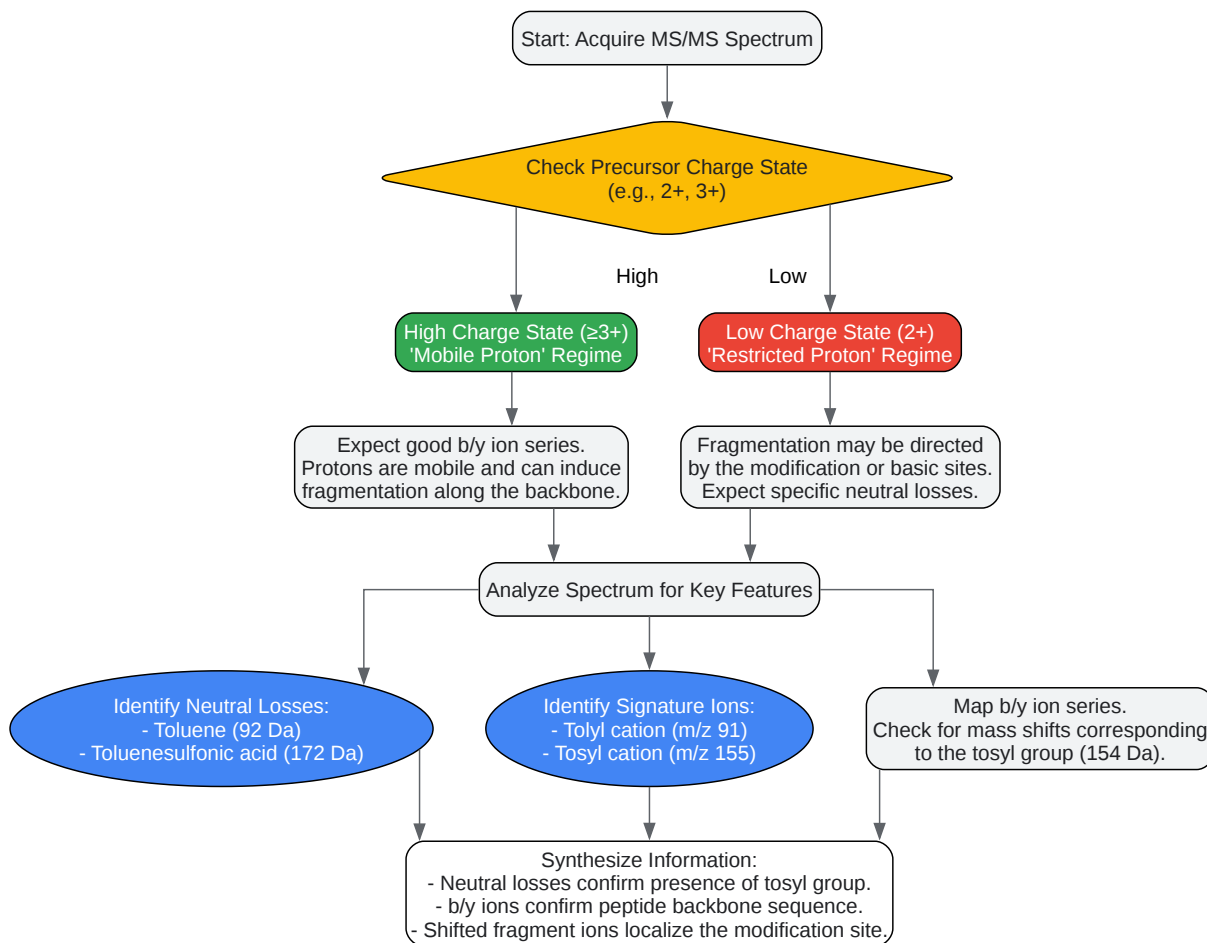 Start: Acquire MS/MS Spectrum
Check Precursor Charge State
(e.g., 2+, 3+)
High
Low
High Charge State (≥3+)
'Mobile Proton' Regime
Low Charge State (2+)
'Restricted Proton' Regime
Expect good b/y ion series.
Protons are mobile and can induce
fragmentation along the backbone.
Fragmentation may be directed
by the modification or basic sites.
Expect specific neutral losses.
Analyze Spectrum for Key Features
Identify Neutral Losses:
- Toluene (92 Da)
- Toluenesulfonic acid (172 Da)
Identify Signature Ions:
- Tolyl cation (m/z 91)
- Tosyl cation (m/z 155)
Map b/y ion series.
Check for mass shifts corresponding
to the tosyl group (154 Da).
Synthesize Information:
- Neutral losses confirm presence of tosyl group.
- b/y ions confirm peptide backbone sequence.
- Shifted fragment ions localize the modification site.